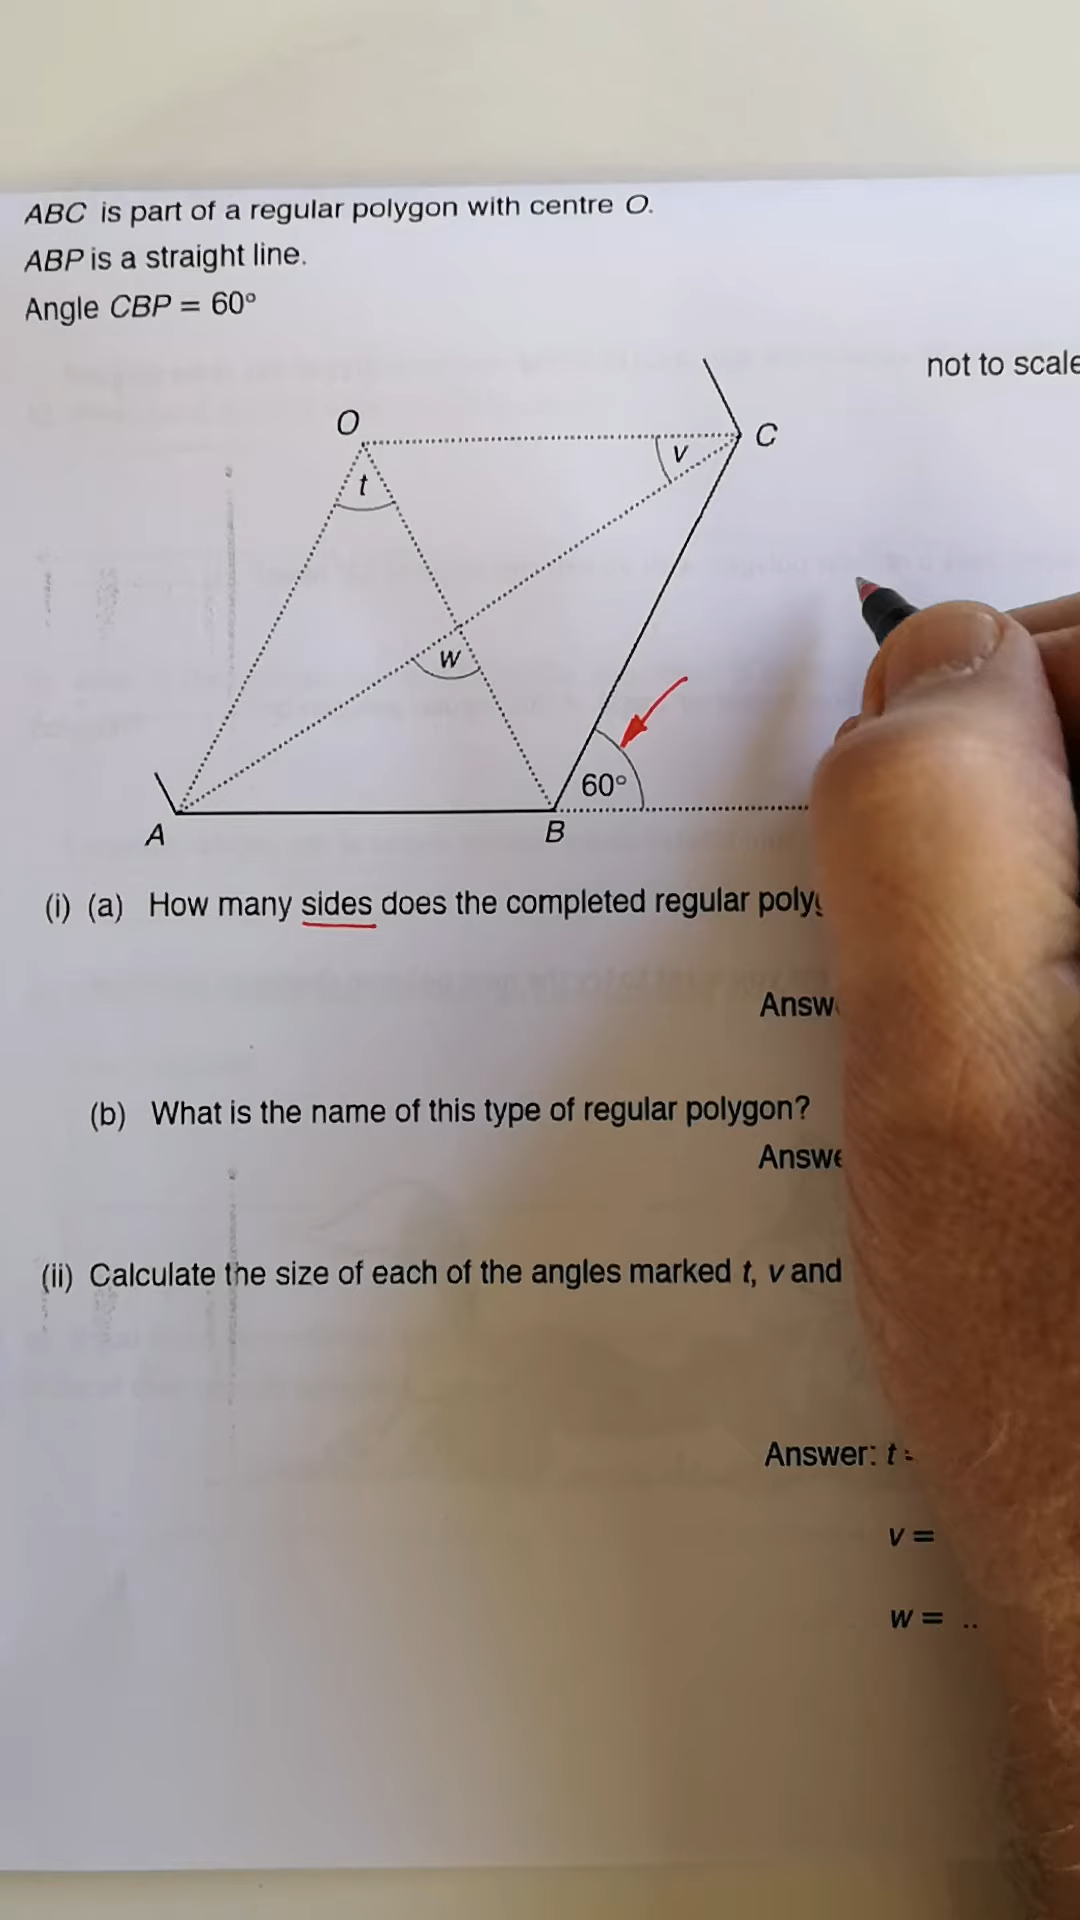 ABC is part of a regular polygon with centre O.
ABP is a straight line.
Angle CBP = 60°
not to scale
O
C
t
v
w
60°
A
B
(i) (a) How many sides does the completed regular
Answ
(b) What is the name of this type of regular polygon?
Answe
(ii) Calculate the size of each of the angles marked t, v and
Answer: t =
v =
w = ..